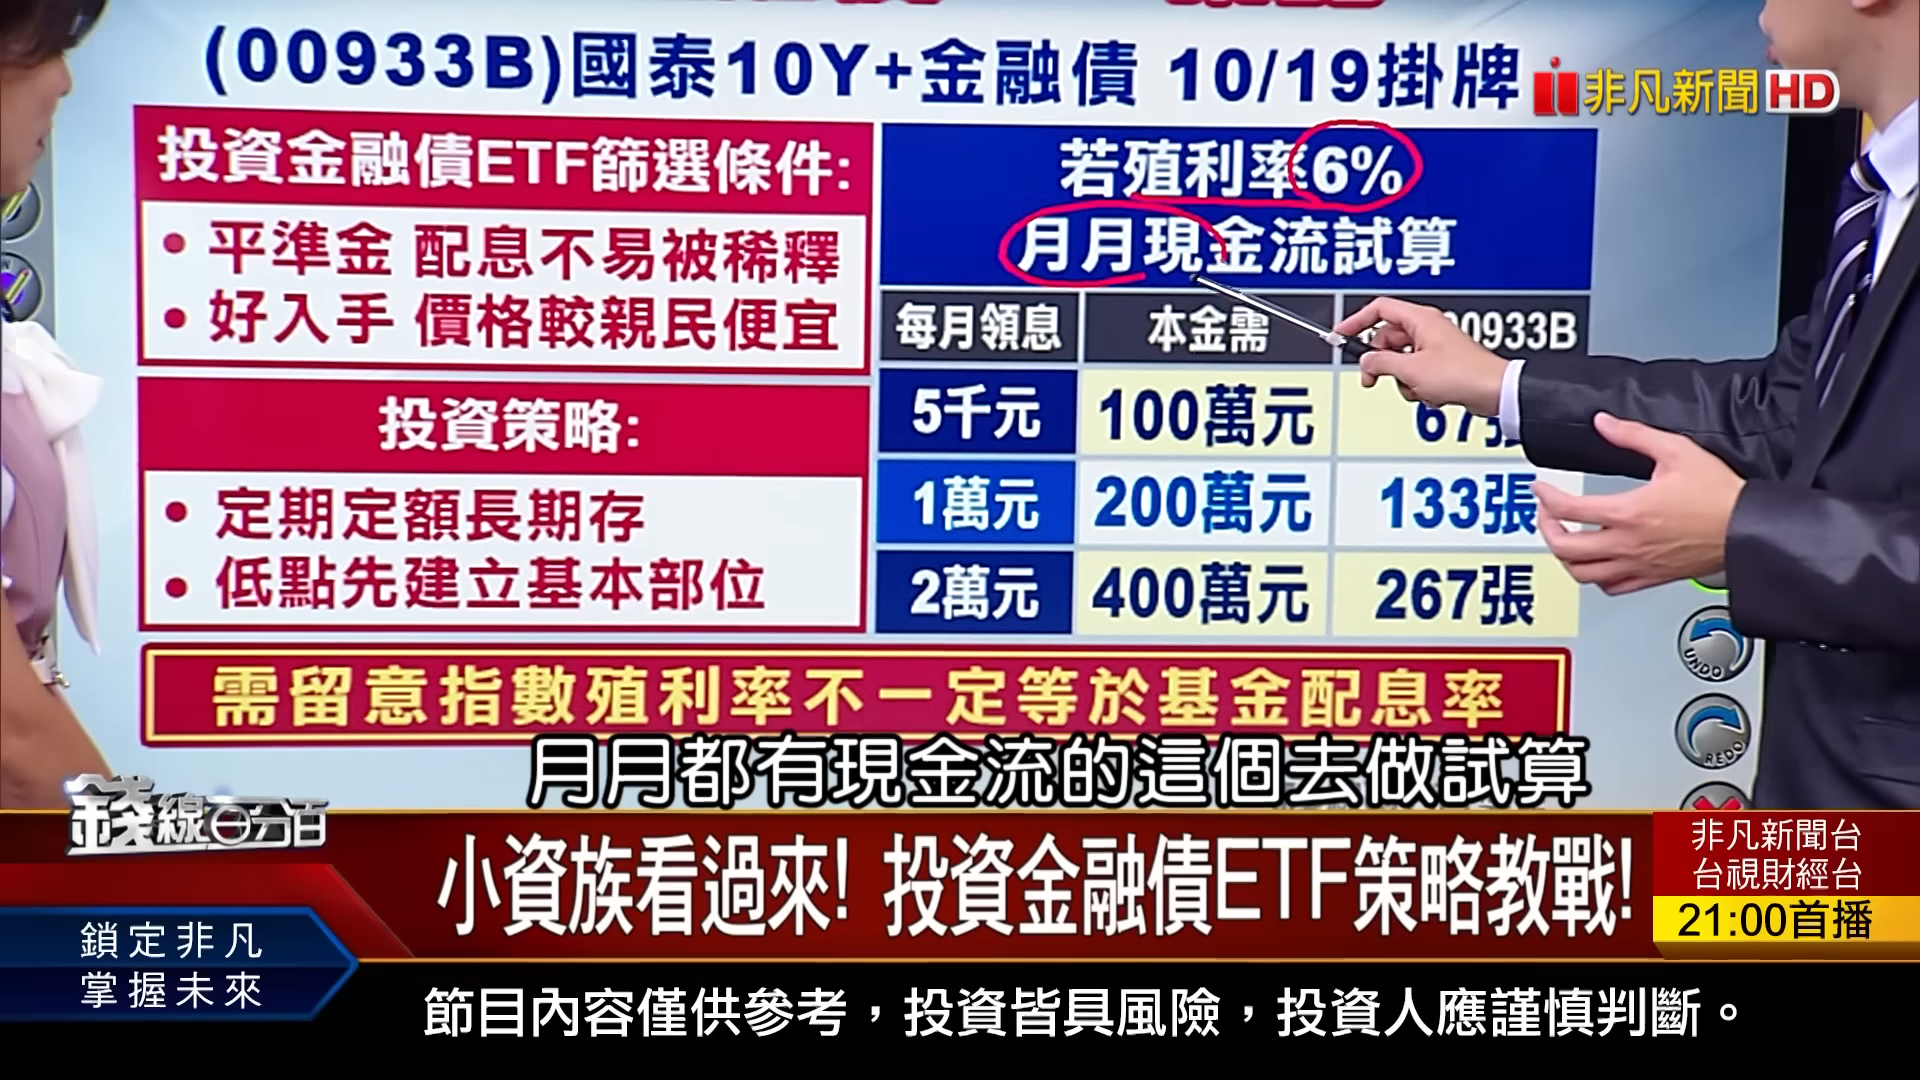 (00933B)國泰10Y+金融債 10/19掛牌
非凡新聞HD
投資金融債ETF篩選條件:
• 平準金 配息不易被稀釋
• 好入手 價格較親民便宜
投資策略:
• 定期定額長期存
• 低點先建立基本部位
若殖利率6%
月月現金流試算
每月領息 本金需 00933B
5千元 100萬元 67張
1萬元 200萬元 133張
2萬元 400萬元 267張
UNDO
REDO
需留意指數殖利率不一定等於基金配息率
月月都有現金流的這個去做試算
錢線百分百
小資族看過來! 投資金融債ETF策略教戰!
非凡新聞台
台視財經台
21:00首播
鎖定非凡
掌握未來
節目內容僅供參考，投資皆具風險，投資人應謹慎判斷。